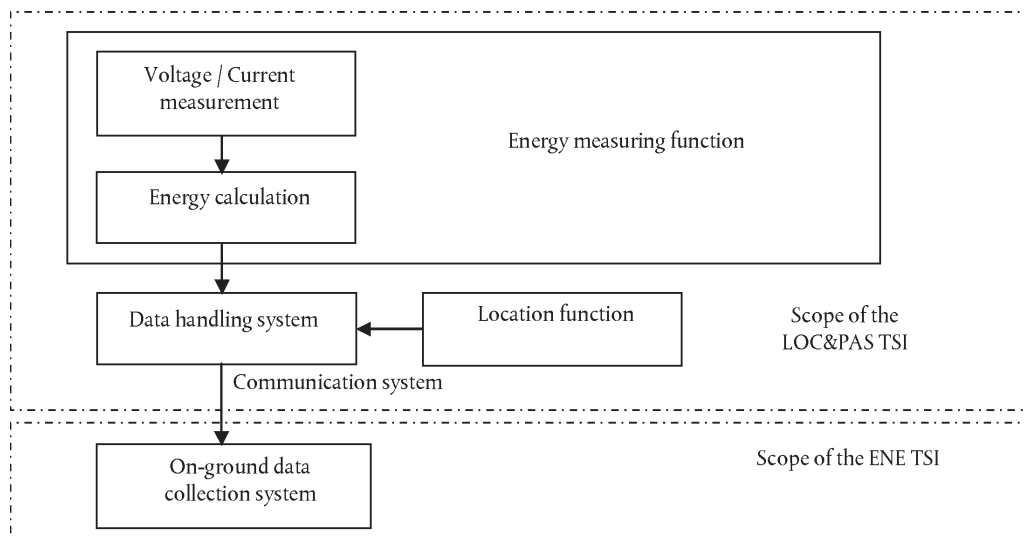 Voltage / Current
measurement
Energy measuring function
Energy calculation
Data handling system
Location function
Scope of the
LOC&PAS TSI
Communication system
On-ground data
collection system
Scope of the ENE TSI